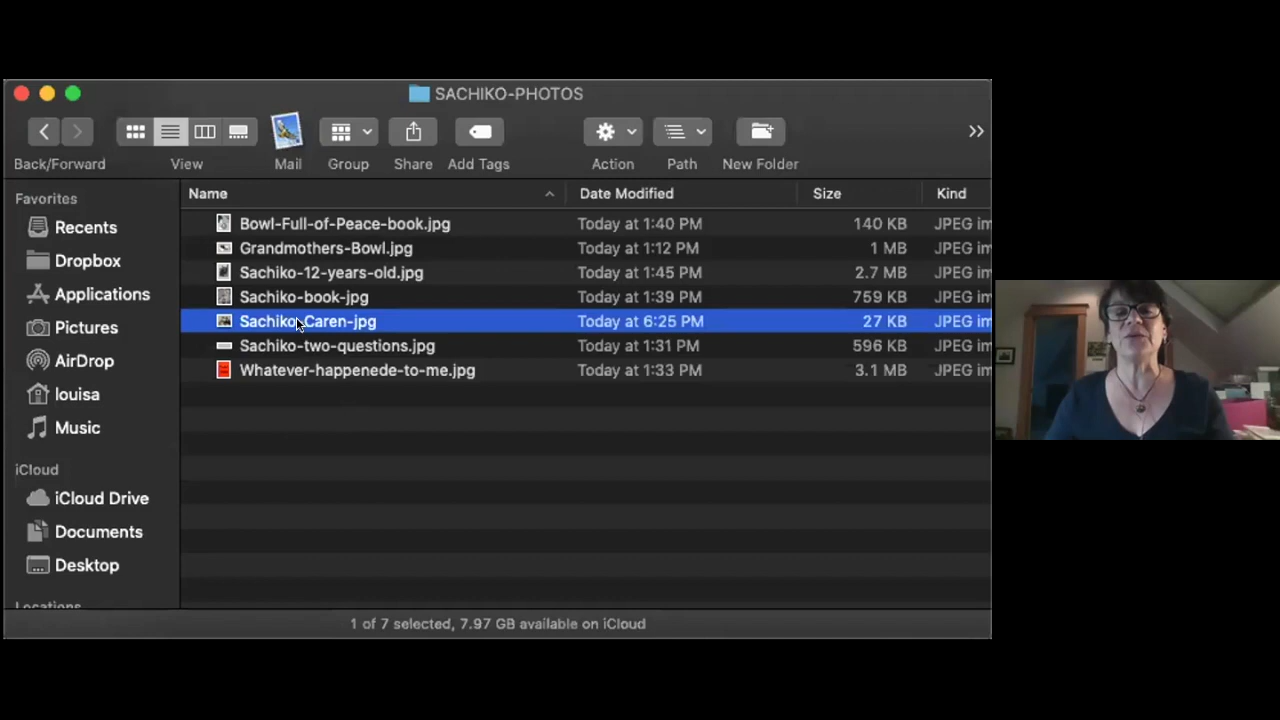 SACHIKO-PHOTOS
Back/Forward View Mail Group Share Add Tags Action Path New Folder
Name Date Modified Size Kind
Favorites
Recents
Dropbox
Applications
Pictures
AirDrop
louisa
Music
iCloud
iCloud Drive
Documents
Desktop
Locations
Bowl-Full-of-Peace-book.jpg Today at 1:40 PM 140 KB JPEG im
Grandmothers-Bowl.jpg Today at 1:12 PM 1 MB JPEG im
Sachiko-12-years-old.jpg Today at 1:45 PM 2.7 MB JPEG im
Sachiko-book-jpg Today at 1:39 PM 759 KB JPEG im
Sachiko-Caren-jpg Today at 6:25 PM 27 KB JPEG im
Sachiko-two-questions.jpg Today at 1:31 PM 596 KB JPEG im
Whatever-happenede-to-me.jpg Today at 1:33 PM 3.1 MB JPEG im
1 of 7 selected, 7.97 GB available on iCloud